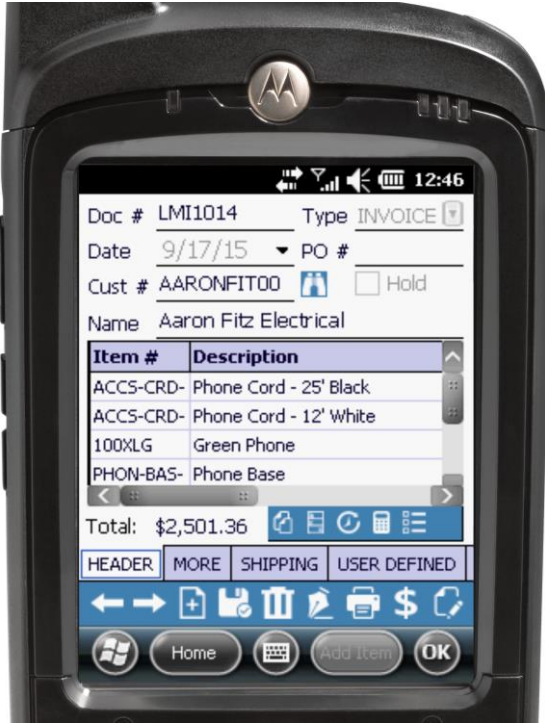 12:46
Doc # LMI1014 Type INVOICE
Date 9/17/15 PO #
Cust # AARONFIT00 Hold
Name Aaron Fitz Electrical
Item # Description
ACCS-CRD- Phone Cord - 25' Black
ACCS-CRD- Phone Cord - 12' White
100XLG Green Phone
PHON-BAS- Phone Base
Total: $2,501.36
HEADER MORE SHIPPING USER DEFINED
Home Add Item OK